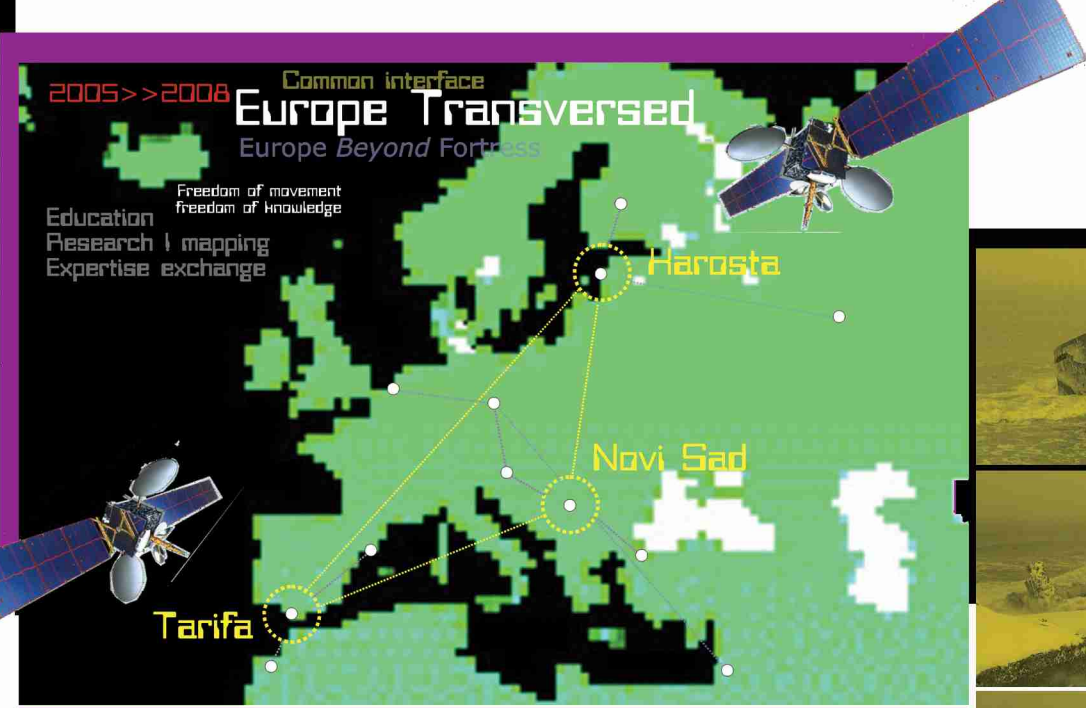 Common interface
2005>>2008
Europe Transversed
Europe Beyond Fortress
Freedom of movement
freedom of knowledge
Education
Research | mapping
Expertise exchange
Harosta
Novi Sad
Tarifa